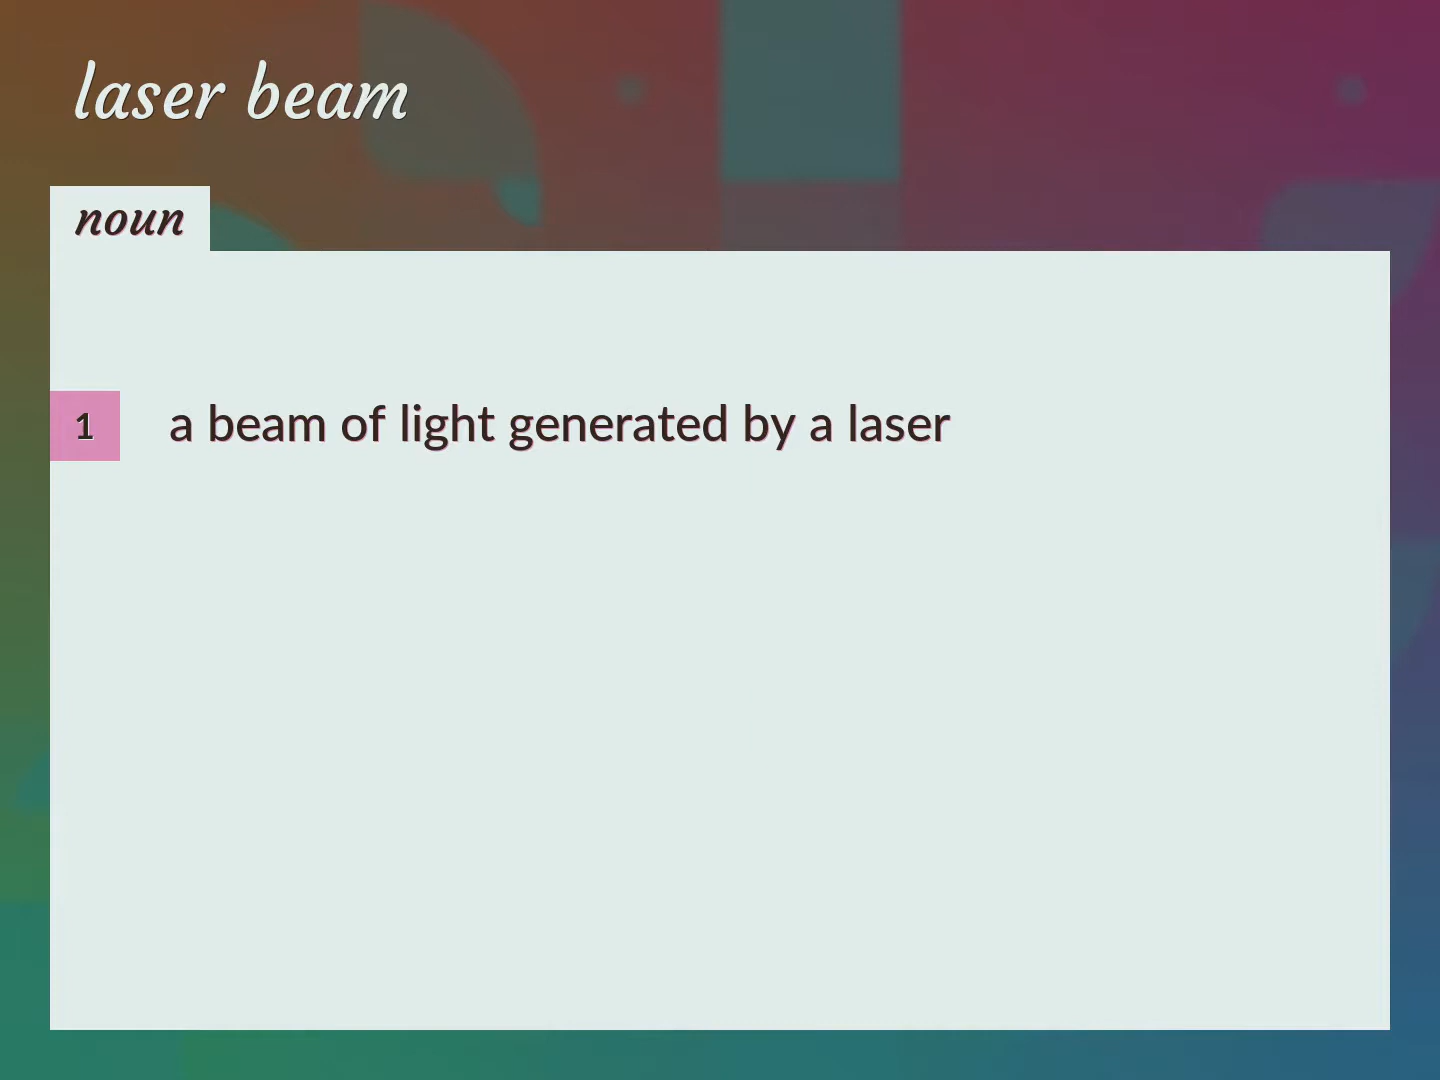 laser beam
noun
1 a beam of light generated by a laser